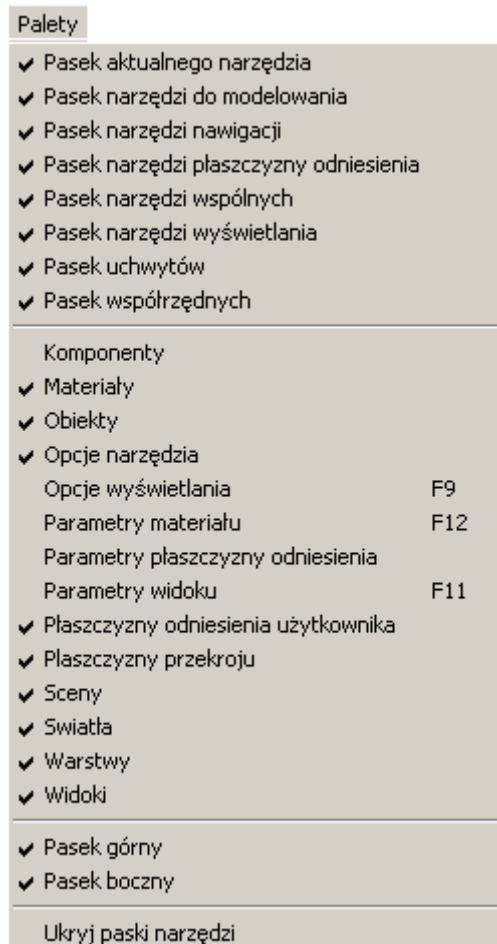 Palety
Pasek aktualnego narzędzia
Pasek narzędzi do modelowania
Pasek narzędzi nawigacji
Pasek narzędzi płaszczyzny odniesienia
Pasek narzędzi wspólnych
Pasek narzędzi wyświetlania
Pasek uchwytów
Pasek współrzędnych
Komponenty
Materiały
Obiekty
Opcje narzędzia
Opcje wyświetlania F9
Parametry materiału F12
Parametry płaszczyzny odniesienia
Parametry widoku F11
Płaszczyzny odniesienia użytkownika
Plaszczyzny przekroju
Sceny
Swiatła
Warstwy
Widoki
Pasek górny
Pasek boczny
Ukryj paski narzędzi